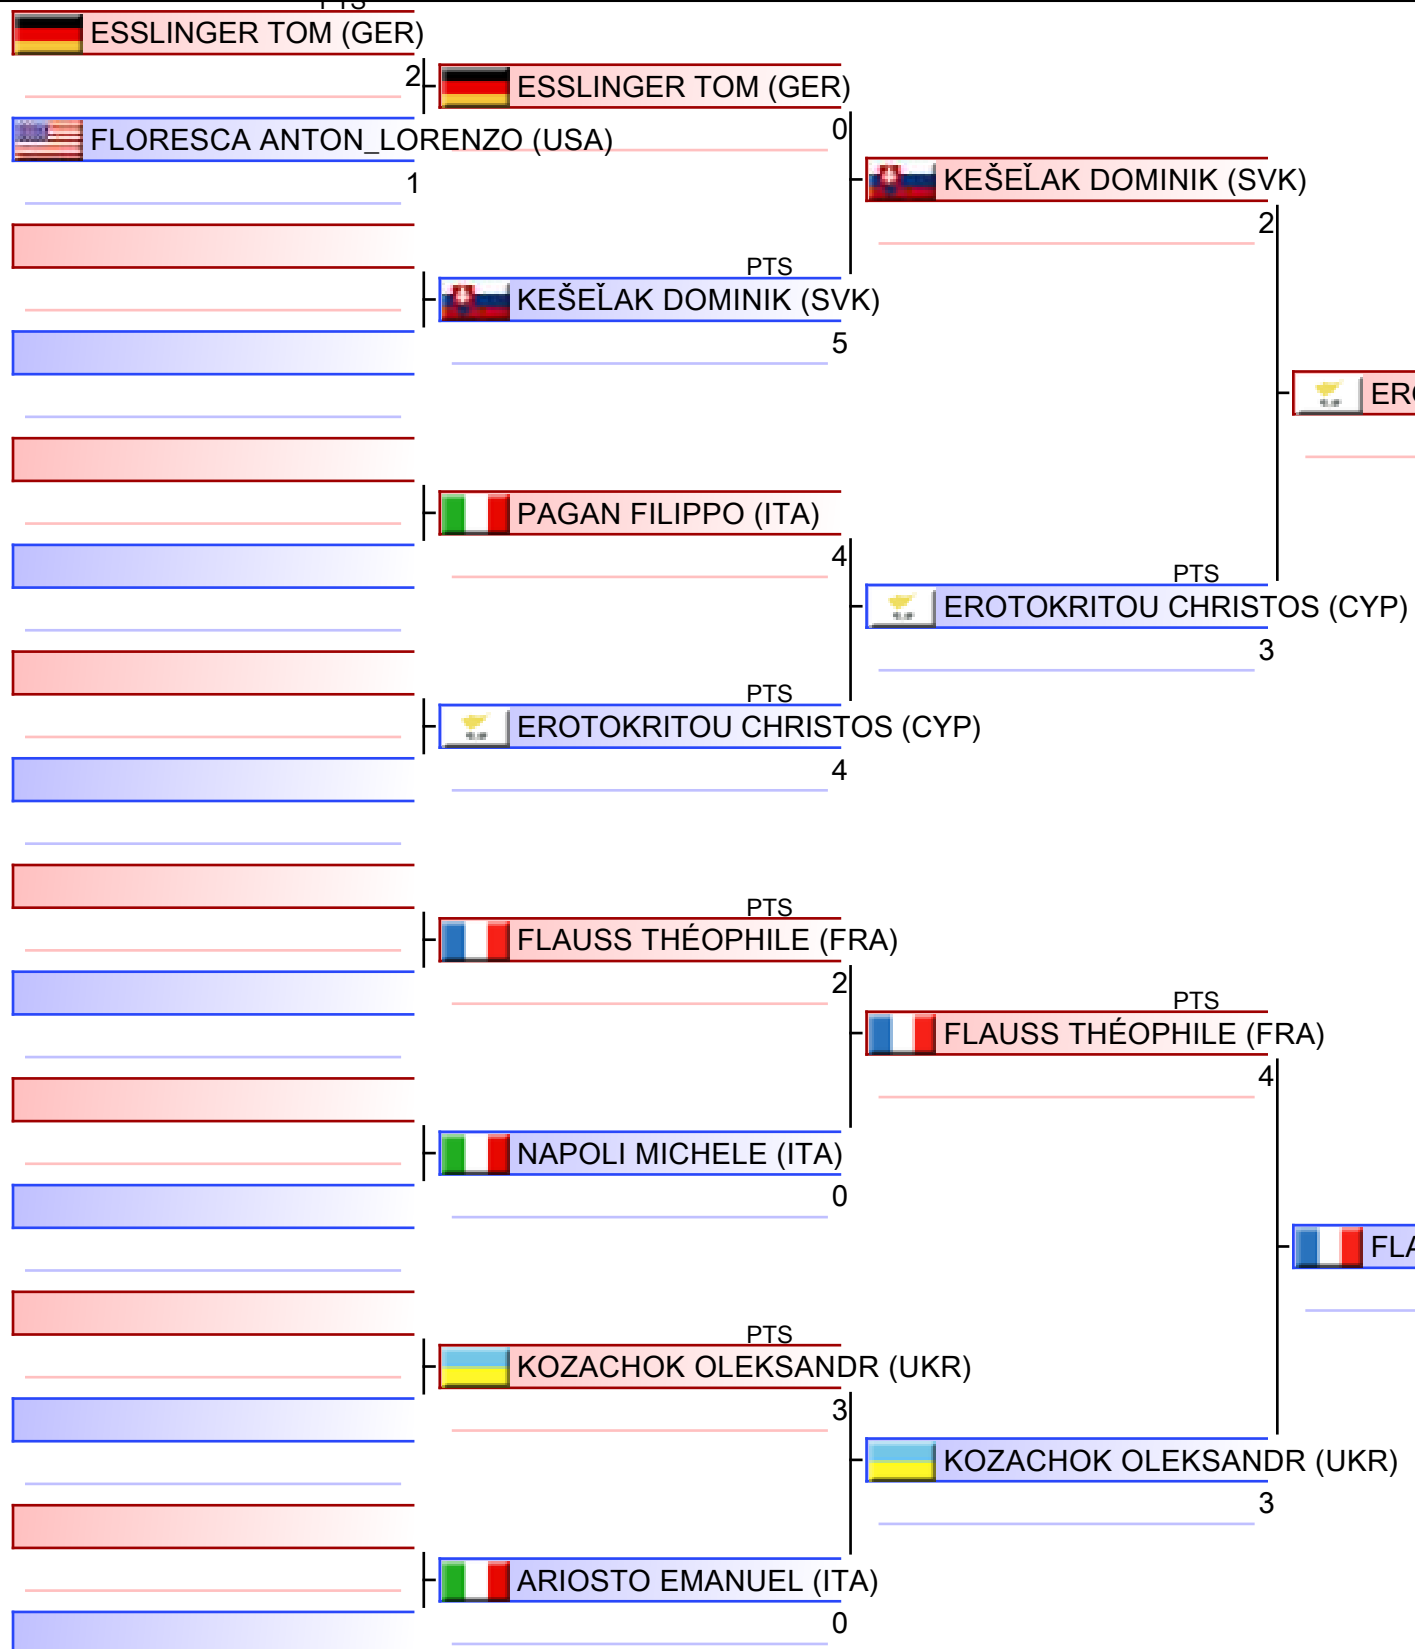 PTS
ESSLINGER TOM (GER)
2
ESSLINGER TOM (GER)
0
FLORESCA ANTON_LORENZO (USA)
1
KEŠEĽAK DOMINIK (SVK)
2
PTS
KEŠEĽAK DOMINIK (SVK)
5
PAGAN FILIPPO (ITA)
4
PTS
EROTOKRITOU CHRISTOS (CYP)
3
PTS
EROTOKRITOU CHRISTOS (CYP)
4
PTS
FLAUSS THÉOPHILE (FRA)
2
PTS
FLAUSS THÉOPHILE (FRA)
4
NAPOLI MICHELE (ITA)
0
FLA
PTS
KOZACHOK OLEKSANDR (UKR)
3
KOZACHOK OLEKSANDR (UKR)
3
ARIOSTO EMANUEL (ITA)
0